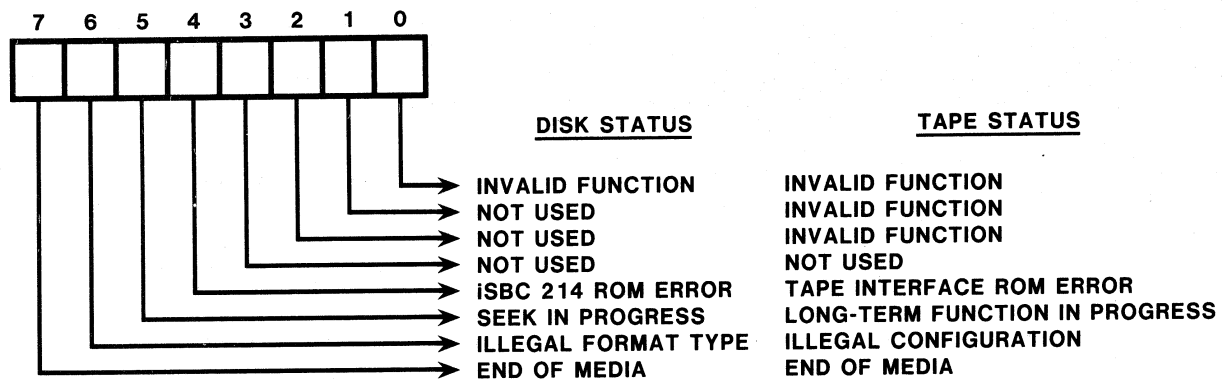 7 6 5 4 3 2 1 0
DISK STATUS TAPE STATUS
INVALID FUNCTION INVALID FUNCTION
NOT USED INVALID FUNCTION
NOT USED INVALID FUNCTION
NOT USED NOT USED
iSBC 214 ROM ERROR TAPE INTERFACE ROM ERROR
SEEK IN PROGRESS LONG-TERM FUNCTION IN PROGRESS
ILLEGAL FORMAT TYPE ILLEGAL CONFIGURATION
END OF MEDIA END OF MEDIA